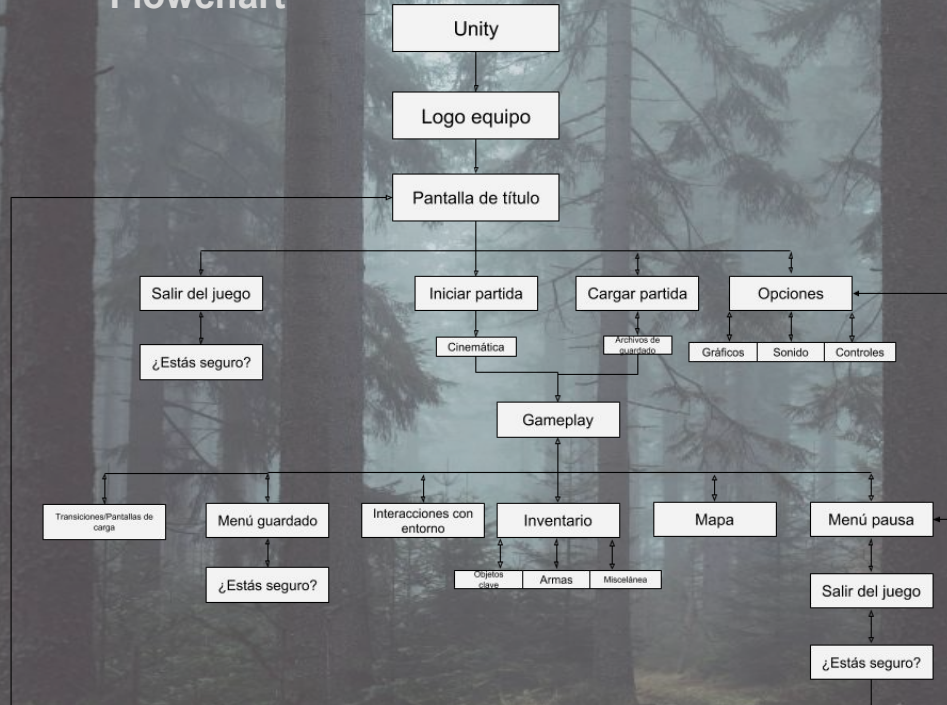 Flowchart
Unity
Logo equipo
Pantalla de título
Salir del juego
Iniciar partida
Cargar partida
Opciones
¿Estás seguro?
Cinemática
Archivos de
guardado
Gráficos
Sonido
Controles
Gameplay
Transiciones/Pantallas de
carga
Menú guardado
Interacciones con
entorno
Inventario
Mapa
Menú pausa
¿Estás seguro?
Objetos
clave
Armas
Miscelánea
Salir del juego
¿Estás seguro?